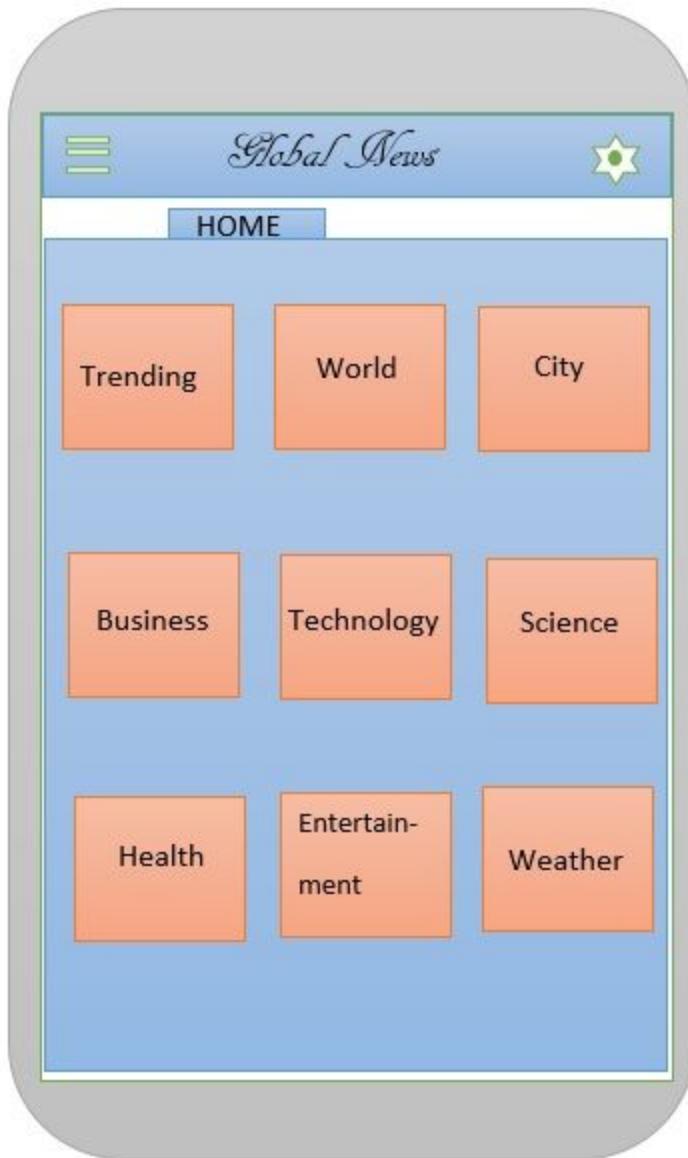 Global News
HOME
Trending
World
City
Business
Technology
Science
Health
Entertain-
ment
Weather